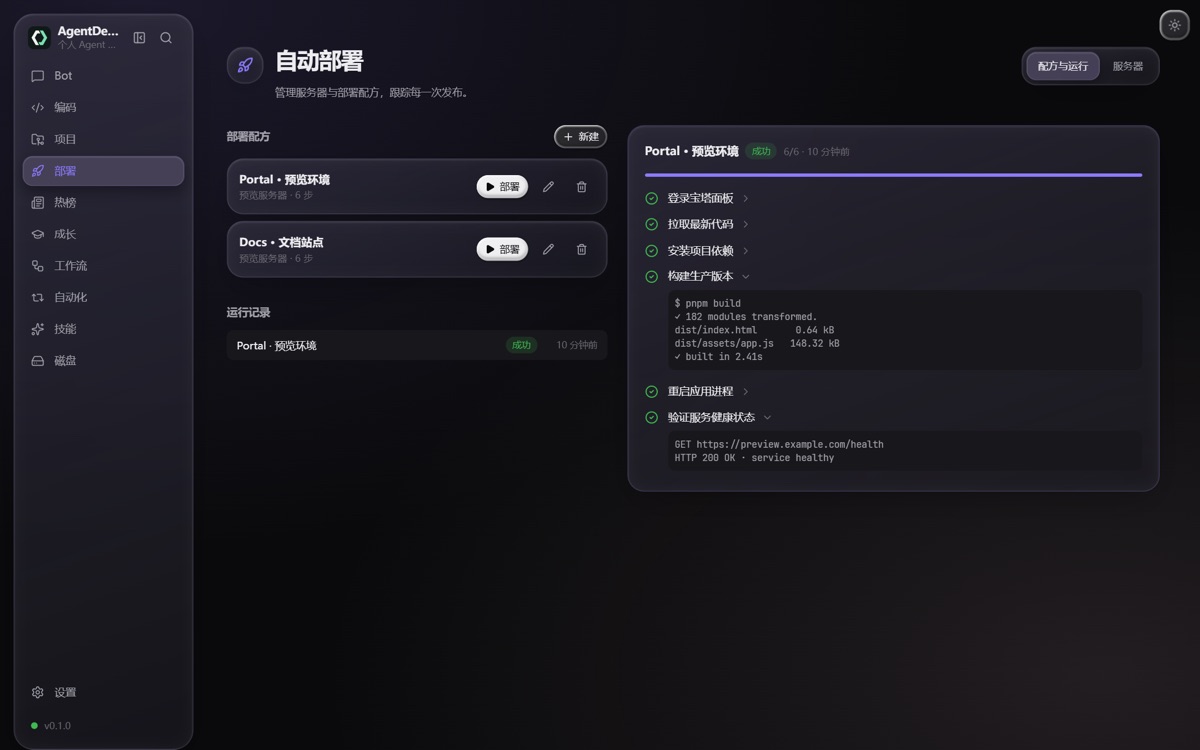 AgentDe...
个人 Agent ...
Bot
编码
项目
部署
热榜
成长
工作流
自动化
技能
磁盘
设置
v0.1.0
自动部署
管理服务器与部署配方，跟踪每一次发布。
配方与运行
服务器
部署配方
新建
Portal • 预览环境
预览服务器 · 6 步
部署
Docs • 文档站点
预览服务器 · 6 步
部署
运行记录
Portal · 预览环境
成功
10 分钟前
Portal • 预览环境 成功 6/6 · 10 分钟前
登录宝塔面板
拉取最新代码
安装项目依赖
构建生产版本
$ pnpm build
✓ 182 modules transformed.
dist/index.html 0.64 kB
dist/assets/app.js 148.32 kB
✓ built in 2.41s
重启应用进程
验证服务健康状态
GET https://preview.example.com/health
HTTP 200 OK · service healthy